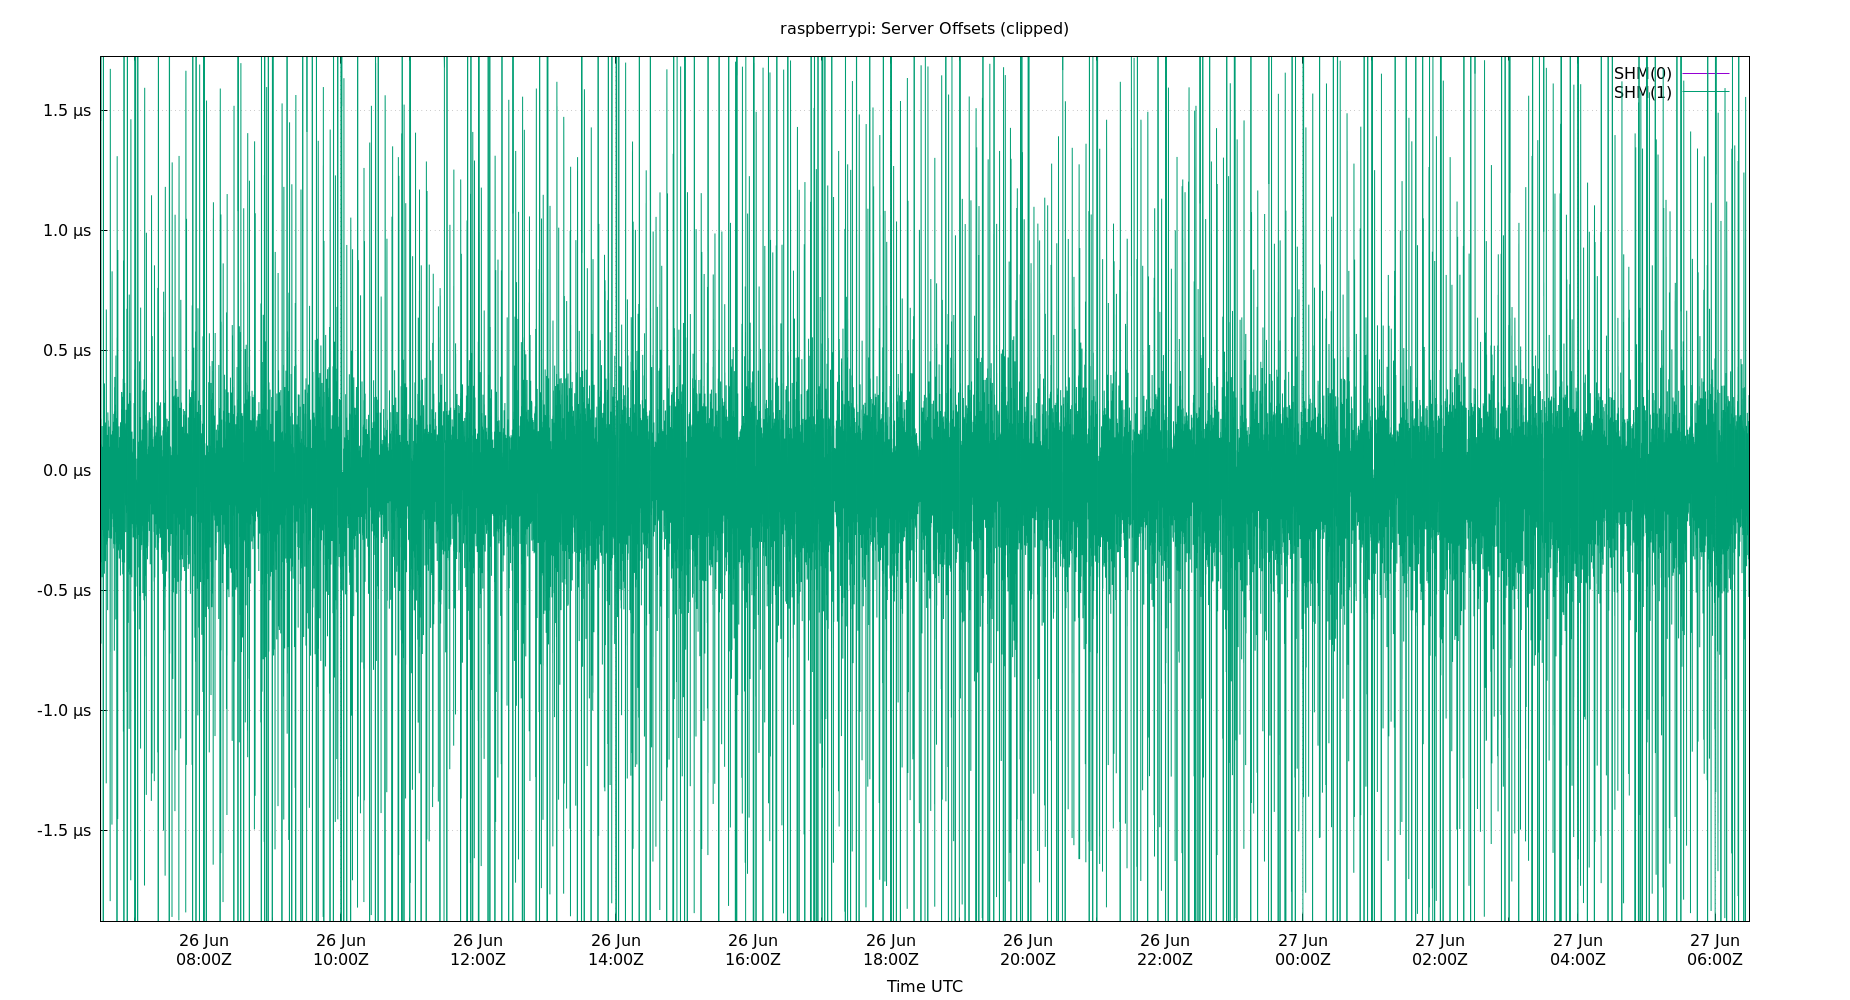 raspberrypi: Server Offsets (clipped)
SHM(0)
SHM(1)
1.5 µs
1.0 µs
0.5 µs
0.0 µs
-0.5 µs
-1.0 µs
-1.5 µs
26 Jun 26 Jun 26 Jun 26 Jun 26 Jun 26 Jun 26 Jun 26 Jun 27 Jun 27 Jun 27 Jun 27 Jun
08:00Z 10:00Z 12:00Z 14:00Z 16:00Z 18:00Z 20:00Z 22:00Z 00:00Z 02:00Z 04:00Z 06:00Z
Time UTC